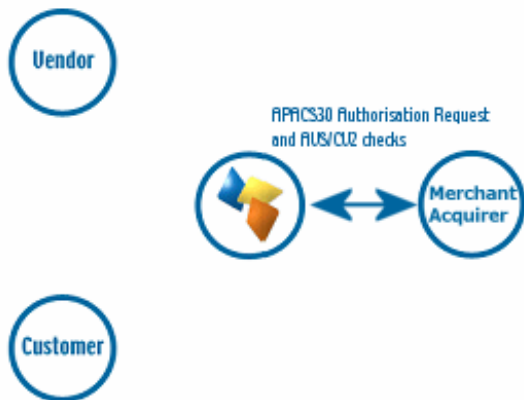 Vendor
APACS30 Authorisation Request
and AVS/CV2 checks
Merchant
Acquirer
Customer